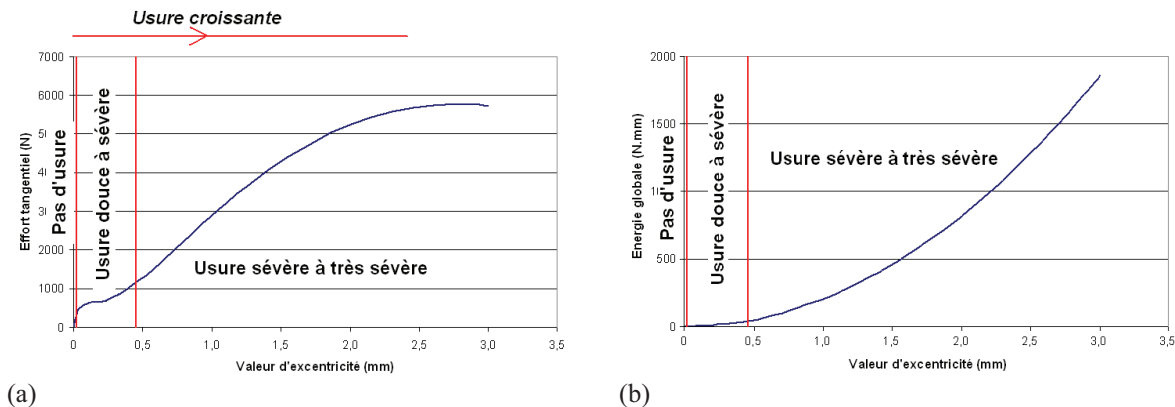 Usure croissante
7000
6000
5
4
3
2000
1000
0
Effort tangentiel (N)
Pas d'usure
Usure douce à sévère
Usure sévère à très sévère
0 0,5 1,0 1,5 2,0 2,5 3,0 3,5
Valeur d'excentricité (mm)
(a)
2000
1500
1
500
0
Energie globale (N.mm)
Pas d'usure
Usure douce à sévère
Usure sévère à très sévère
0 0,5 1,0 1,5 2,0 2,5 3,0 3,5
Valeur d'excentricité (mm)
(b)